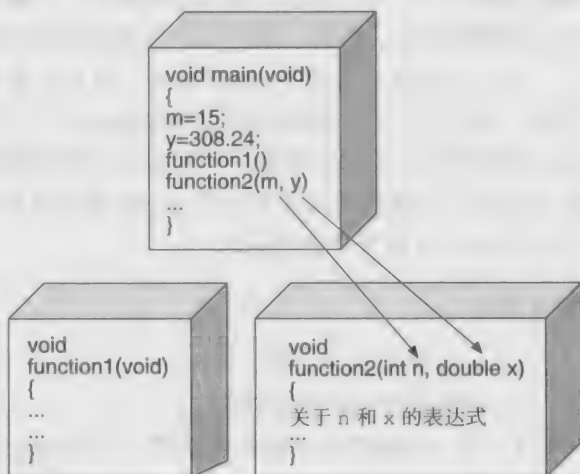 void main(void)
{
m=15;
y=308.24;
function1()
function2(m, y)
...
}
void
function1(void)
{
...
...
}
void
function2(int n, double x)
{
关于 n 和 x 的表达式
...
}